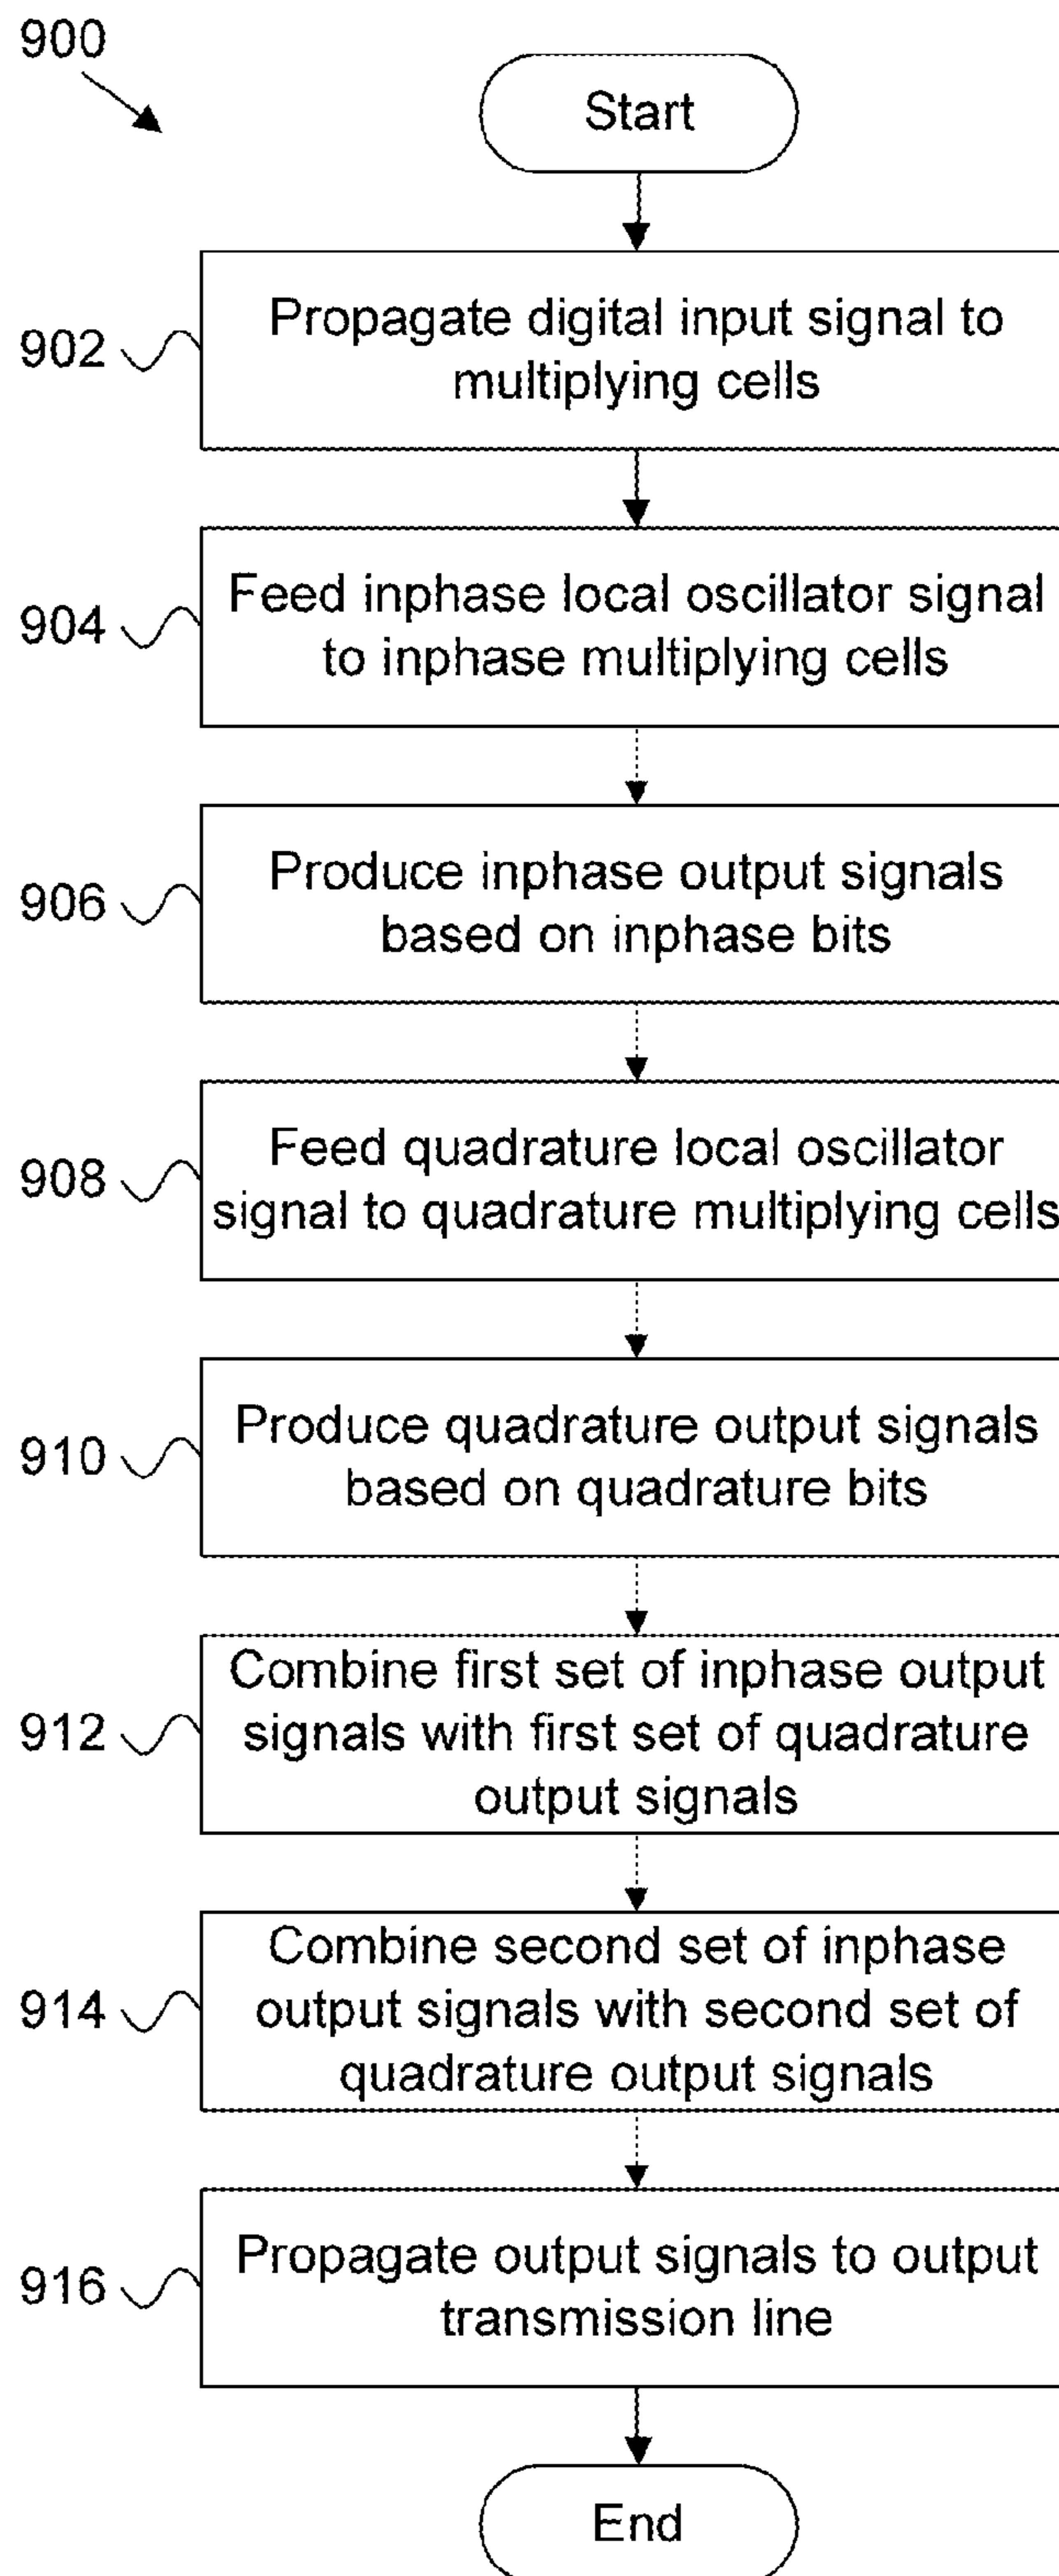 900
Start
902
Propagate digital input signal to
multiplying cells
904
Feed inphase local oscillator signal
to inphase multiplying cells
906
Produce inphase output signals
based on inphase bits
908
Feed quadrature local oscillator
signal to quadrature multiplying cells
910
Produce quadrature output signals
based on quadrature bits
912
Combine first set of inphase output
signals with first set of quadrature
output signals
914
Combine second set of inphase
output signals with second set of
quadrature output signals
916
Propagate output signals to output
transmission line
End